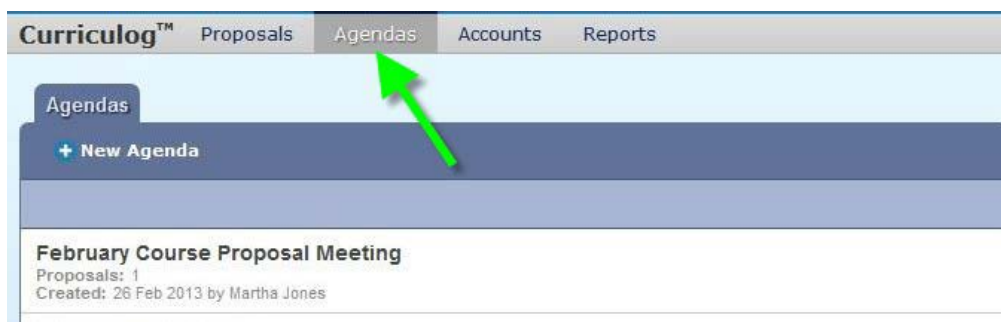 Curriculog™ Proposals Agendas Accounts Reports
Agendas
+ New Agenda
February Course Proposal Meeting
Proposals: 1
Created: 26 Feb 2013 by Martha Jones